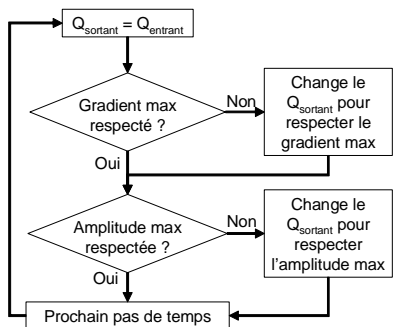 Q_sortant = Q_entrant
Gradient max
respecté ?
Non
Change le
Q_sortant pour
respecter le
gradient max
Oui
Amplitude max
respectée ?
Non
Change le
Q_sortant pour
respecter
l'amplitude max
Oui
Prochain pas de temps